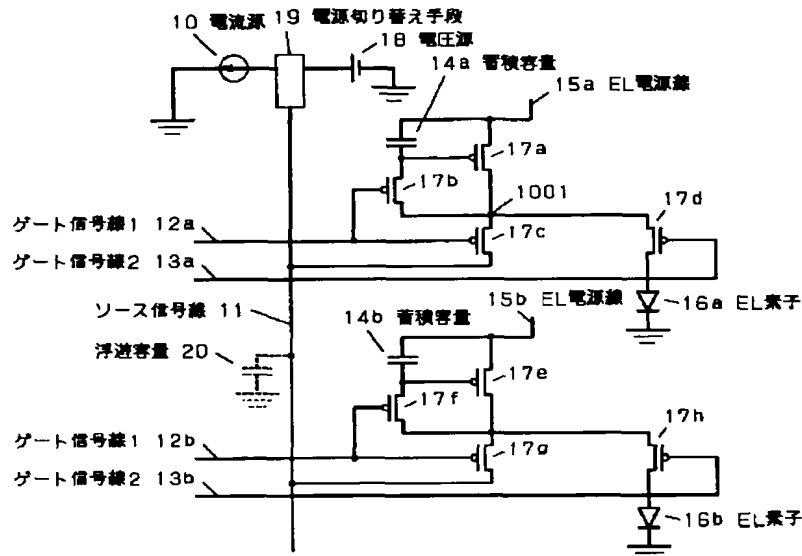 10 電流源
19 電源切り替え手段
18 電圧源
14a 蓄積容量
15a EL電源線
17a
17b
1001
17d
ゲート信号線1 12a
17c
ゲート信号線2 13a
16a EL素子
ソース信号線 11
15b EL電源線
14b 蓄積容量
浮遊容量 20
17e
17f
17h
ゲート信号線1 12b
17g
ゲート信号線2 13b
16b EL素子